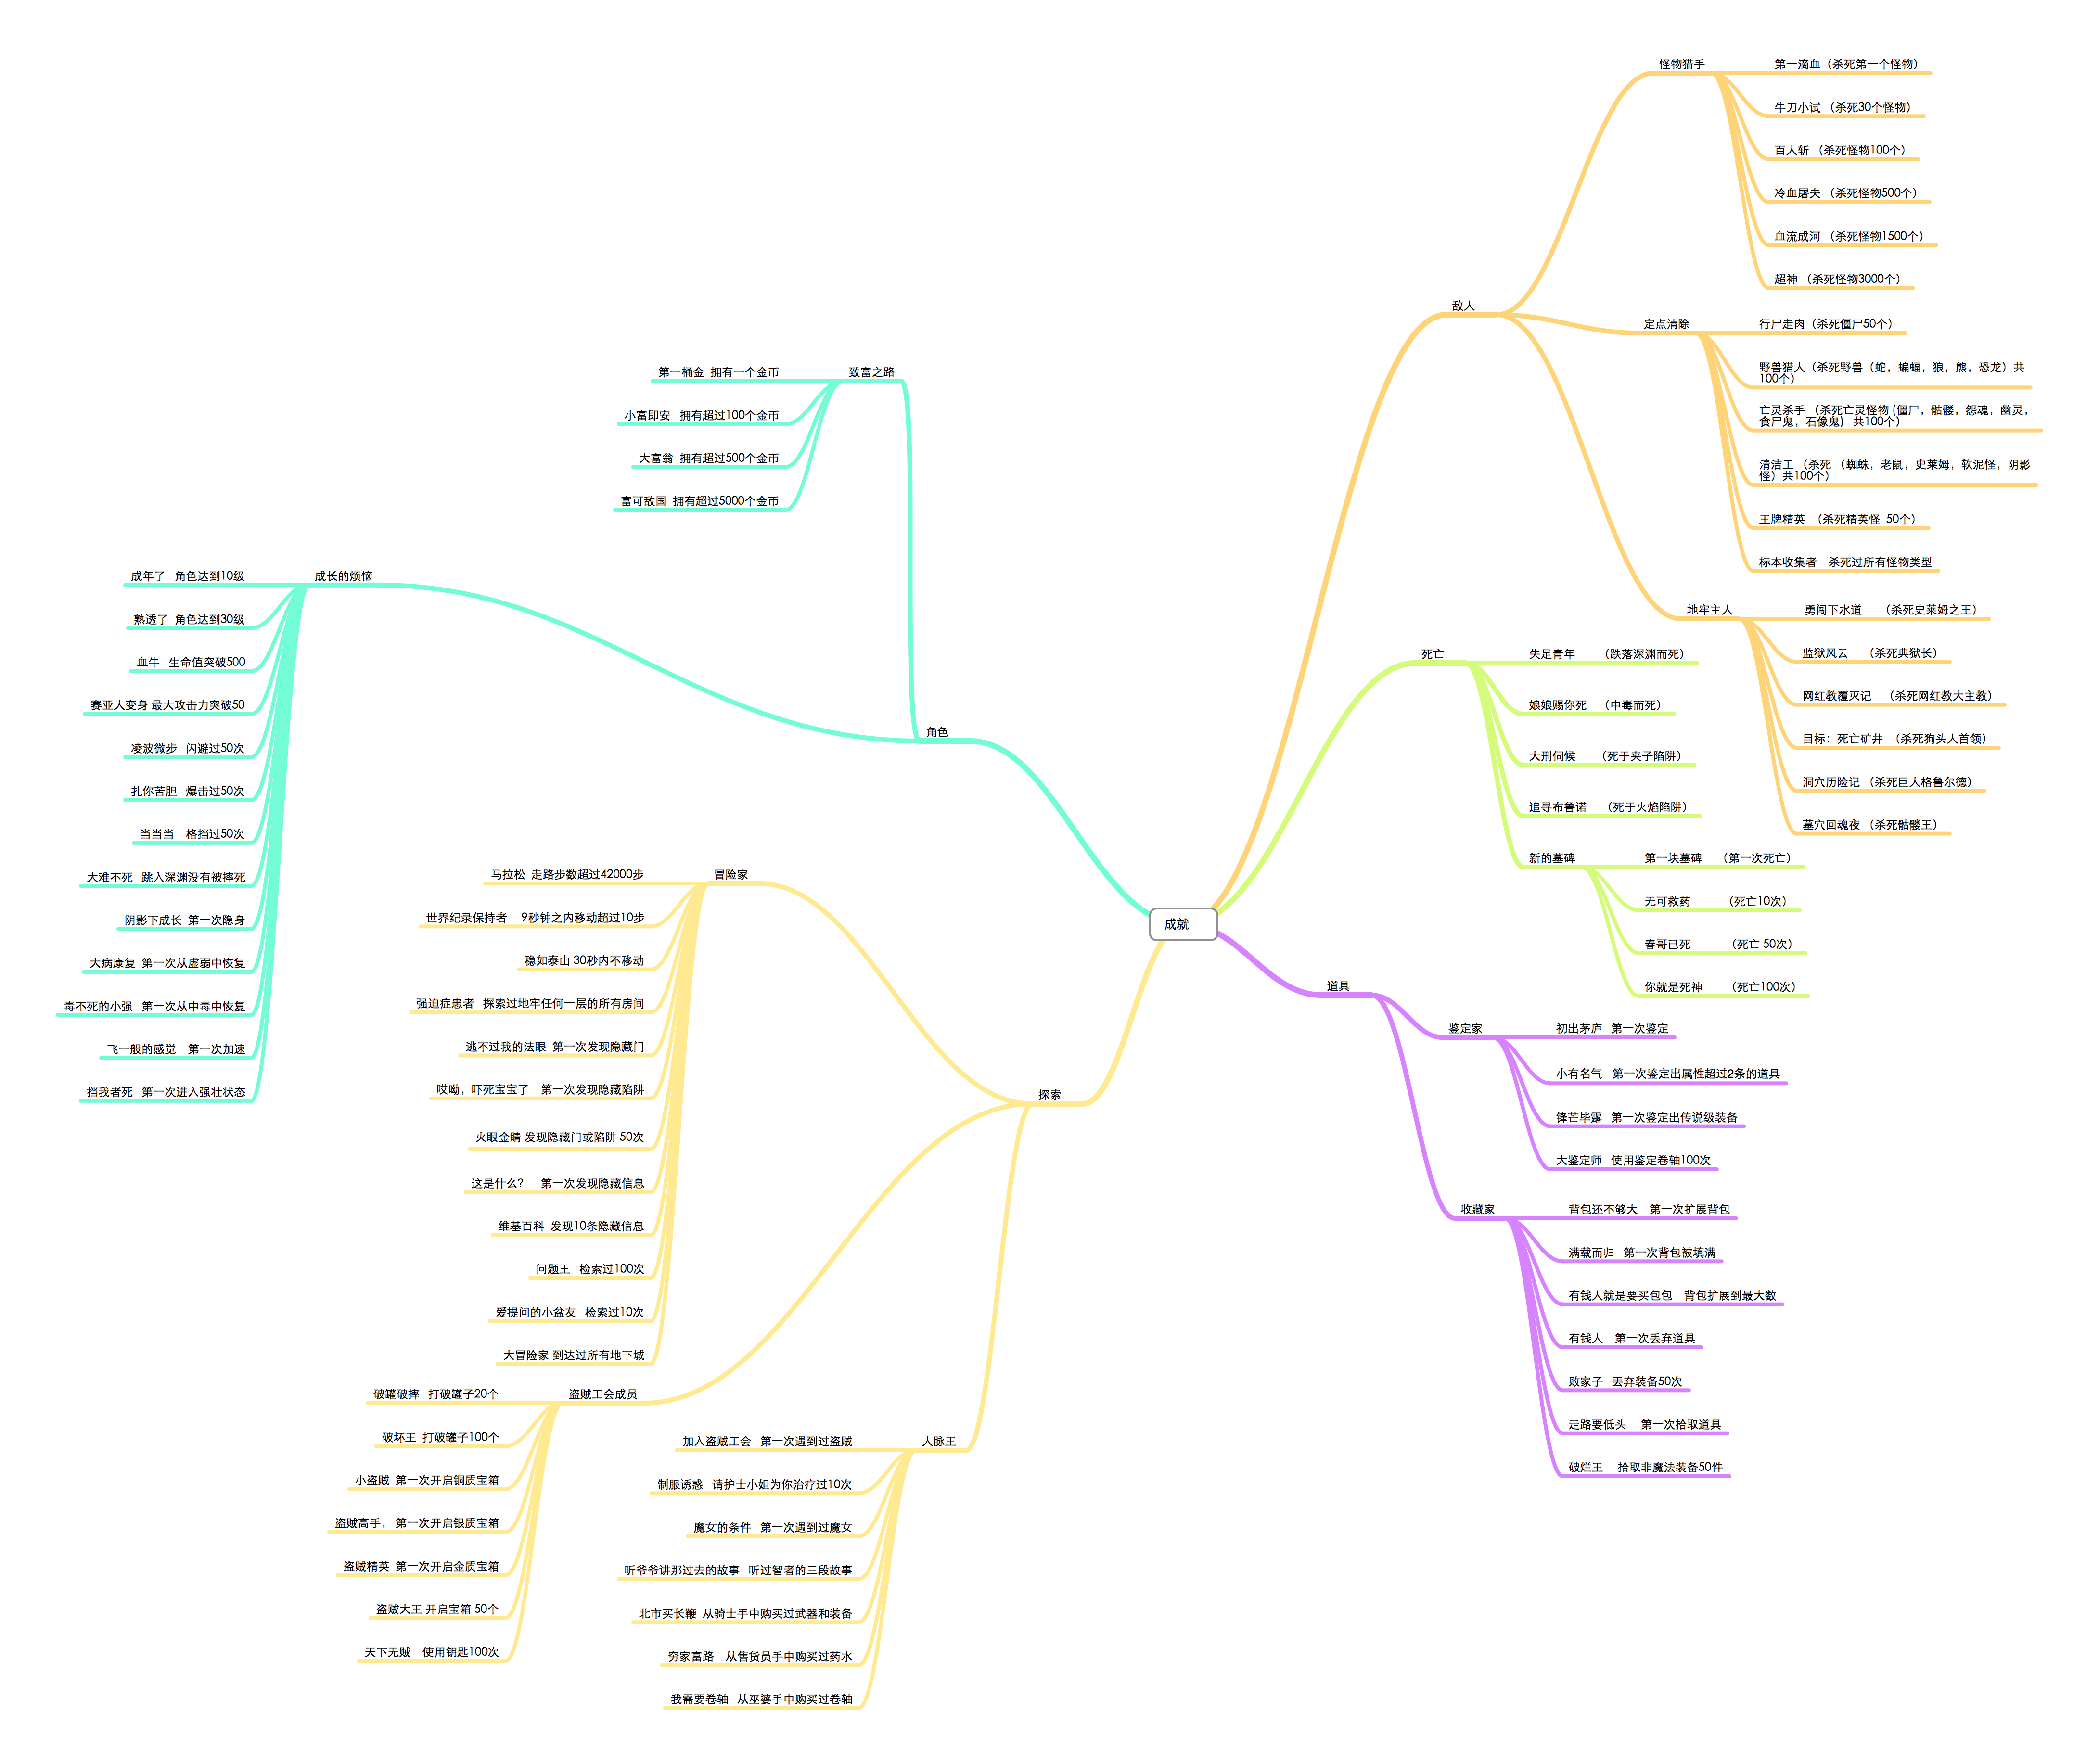 成就
敌人
怪物猎手
第一滴血（杀死第一个怪物）
牛刀小试 （杀死30个怪物）
百人斩 （杀死怪物100个）
冷血屠夫 （杀死怪物500个）
血流成河 （杀死怪物1500个）
超神 （杀死怪物3000个）
定点清除
行尸走肉（杀死僵尸50个）
野兽猎人（杀死野兽（蛇，蝙蝠，狼，熊，恐龙）共
100个）
亡灵杀手 （杀死亡灵怪物 (僵尸，骷髅，怨魂，幽灵，
食尸鬼，石像鬼) 共100个）
清洁工 （杀死 （蜘蛛，老鼠，史莱姆，软泥怪，阴影
怪）共100个）
王牌精英 （杀死精英怪 50个）
标本收集者 杀死过所有怪物类型
地牢主人
勇闯下水道 （杀死史莱姆之王）
监狱风云 （杀死典狱长）
网红教覆灭记 （杀死网红教大主教）
目标：死亡矿井 （杀死狗头人首领）
洞穴历险记 （杀死巨人格鲁尔德）
墓穴回魂夜 （杀死骷髅王）
死亡
失足青年 （跌落深渊而死）
娘娘赐你死 （中毒而死）
大刑伺候 （死于夹子陷阱）
追寻布鲁诺 （死于火焰陷阱）
新的墓碑
第一块墓碑 （第一次死亡）
无可救药 （死亡10次）
春哥已死 （死亡 50次）
你就是死神 （死亡100次）
道具
鉴定家
初出茅庐 第一次鉴定
小有名气 第一次鉴定出属性超过2条的道具
锋芒毕露 第一次鉴定出传说级装备
大鉴定师 使用鉴定卷轴100次
收藏家
背包还不够大 第一次扩展背包
满载而归 第一次背包被填满
有钱人就是要买包包 背包扩展到最大数
有钱人 第一次丢弃道具
败家子 丢弃装备50次
走路要低头 第一次拾取道具
破烂王 拾取非魔法装备50件
角色
致富之路
第一桶金 拥有一个金币
小富即安 拥有超过100个金币
大富翁 拥有超过500个金币
富可敌国 拥有超过5000个金币
成长的烦恼
成年了 角色达到10级
熟透了 角色达到30级
血牛 生命值突破500
赛亚人变身 最大攻击力突破50
凌波微步 闪避过50次
扎你苦胆 爆击过50次
当当当 格挡过50次
大难不死 跳入深渊没有被摔死
阴影下成长 第一次隐身
大病康复 第一次从虚弱中恢复
毒不死的小强 第一次从中毒中恢复
飞一般的感觉 第一次加速
挡我者死 第一次进入强壮状态
探索
冒险家
马拉松 走路步数超过42000步
世界纪录保持者 9秒钟之内移动超过10步
稳如泰山 30秒内不移动
强迫症患者 探索过地牢任何一层的所有房间
逃不过我的法眼 第一次发现隐藏门
哎呦，吓死宝宝了 第一次发现隐藏陷阱
火眼金睛 发现隐藏门或陷阱 50次
这是什么？ 第一次发现隐藏信息
维基百科 发现10条隐藏信息
问题王 检索过100次
爱提问的小盆友 检索过10次
大冒险家 到达过所有地下城
盗贼工会成员
破罐破摔 打破罐子20个
破坏王 打破罐子100个
小盗贼 第一次开启铜质宝箱
盗贼高手， 第一次开启银质宝箱
盗贼精英 第一次开启金质宝箱
盗贼大王 开启宝箱 50个
天下无贼 使用钥匙100次
人脉王
加入盗贼工会 第一次遇到过盗贼
制服诱惑 请护士小姐为你治疗过10次
魔女的条件 第一次遇到过魔女
听爷爷讲那过去的故事 听过智者的三段故事
北市买长鞭 从骑士手中购买过武器和装备
穷家富路 从售货员手中购买过药水
我需要卷轴 从巫婆手中购买过卷轴